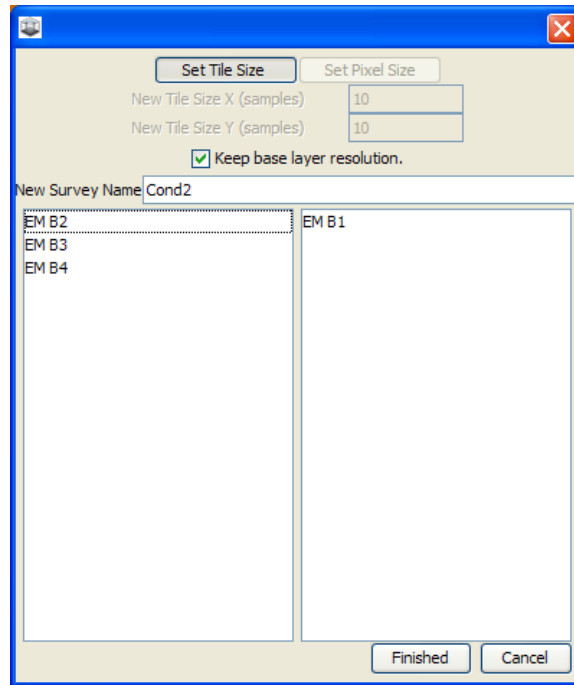 Set Tile Size Set Pixel Size
New Tile Size X (samples) 10
New Tile Size Y (samples) 10
Keep base layer resolution.
New Survey Name Cond2
EM B2 EM B1
EM B3
EM B4
Finished Cancel